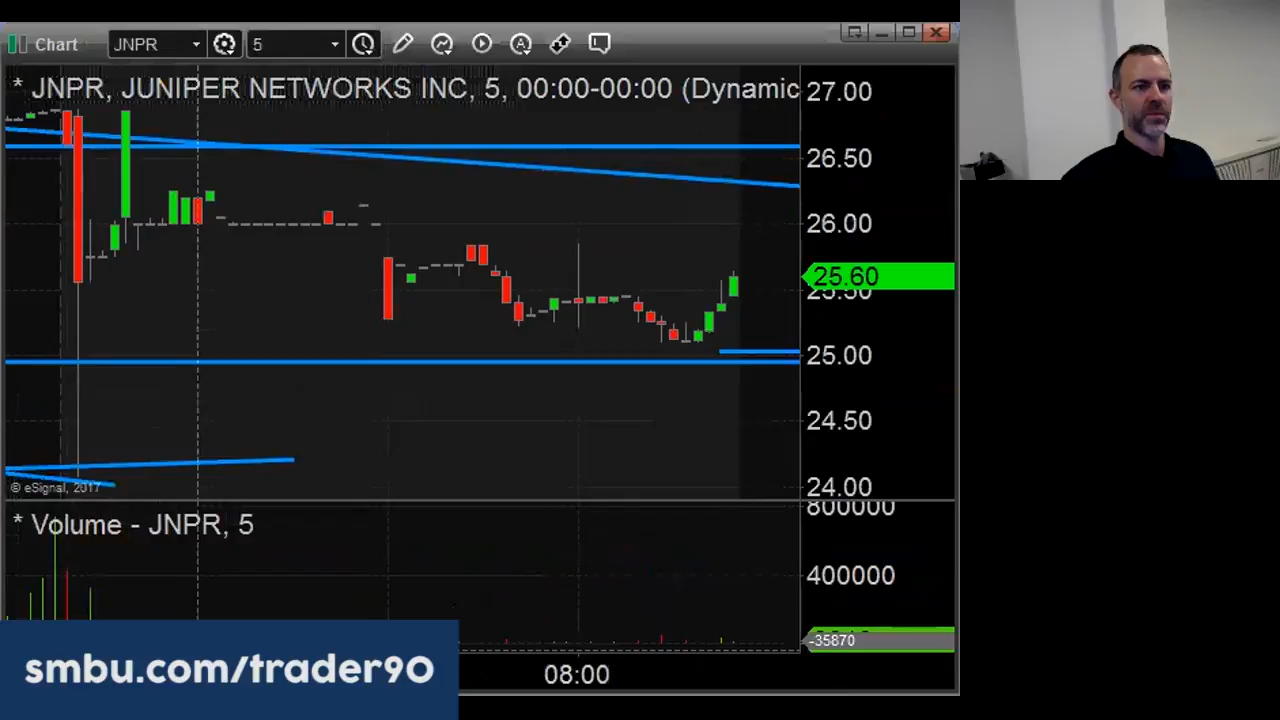 Chart JNPR 5
* JNPR, JUNIPER NETWORKS INC, 5, 00:00-00:00 (Dynamic
27.00
26.50
26.00
25.60
25.50
25.00
24.50
24.00
© eSignal, 2017
* Volume - JNPR, 5
800000
400000
-35870
08:00
smbu.com/trader90